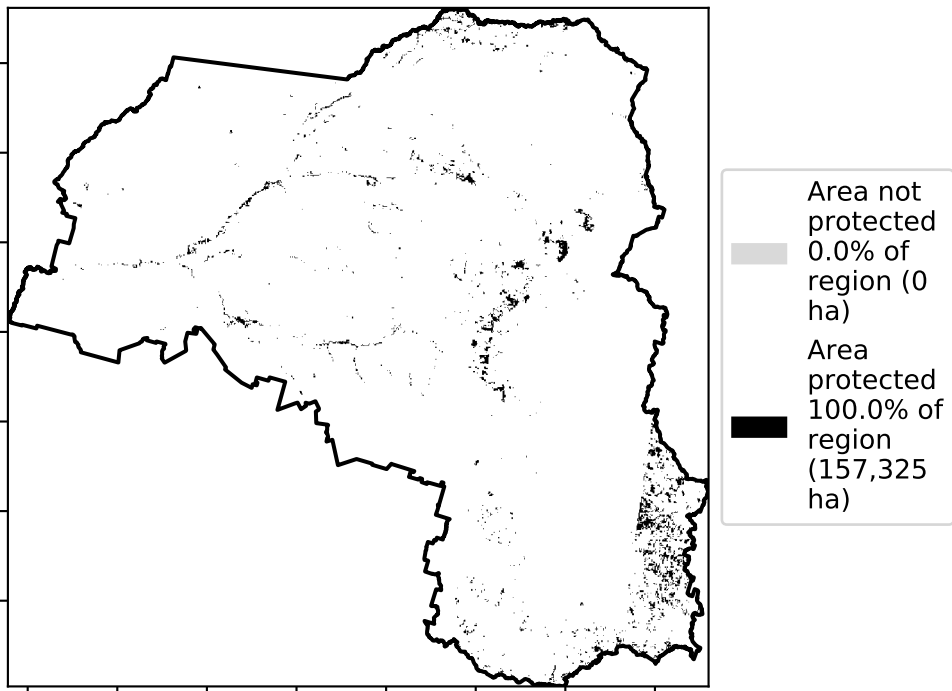 Area not
protected
0.0% of
region (0
ha)
Area
protected
100.0% of
region
(157,325
ha)